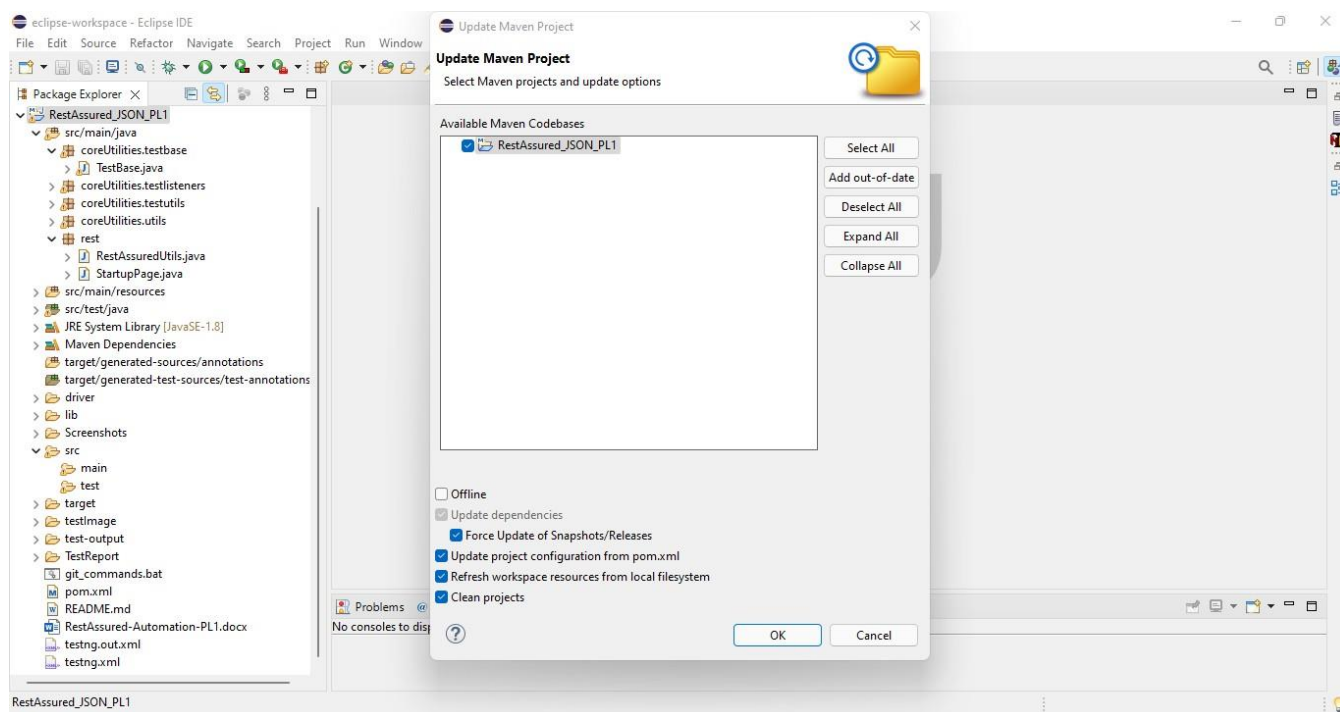 eclipse-workspace - Eclipse IDE
File Edit Source Refactor Navigate Search Project Run Window
Package Explorer
RestAssured_JSON_PL1
src/main/java
coreUtilities.testbase
TestBase.java
coreUtilities.testlisteners
coreUtilities.testutils
coreUtilities.utils
rest
RestAssuredUtils.java
StartupPage.java
src/main/resources
src/test/java
JRE System Library [JavaSE-1.8]
Maven Dependencies
target/generated-sources/annotations
target/generated-test-sources/test-annotations
driver
lib
Screenshots
src
main
test
target
testImage
test-output
TestReport
git_commands.bat
pom.xml
README.md
RestAssured-Automation-PL1.docx
testng.out.xml
testng.xml
Update Maven Project
Update Maven Project
Select Maven projects and update options
Available Maven Codebases
RestAssured_JSON_PL1
Select All
Add out-of-date
Deselect All
Expand All
Collapse All
Offline
Update dependencies
Force Update of Snapshots/Releases
Update project configuration from pom.xml
Refresh workspace resources from local filesystem
Clean projects
OK Cancel
Problems @
No consoles to
RestAssured_JSON_PL1